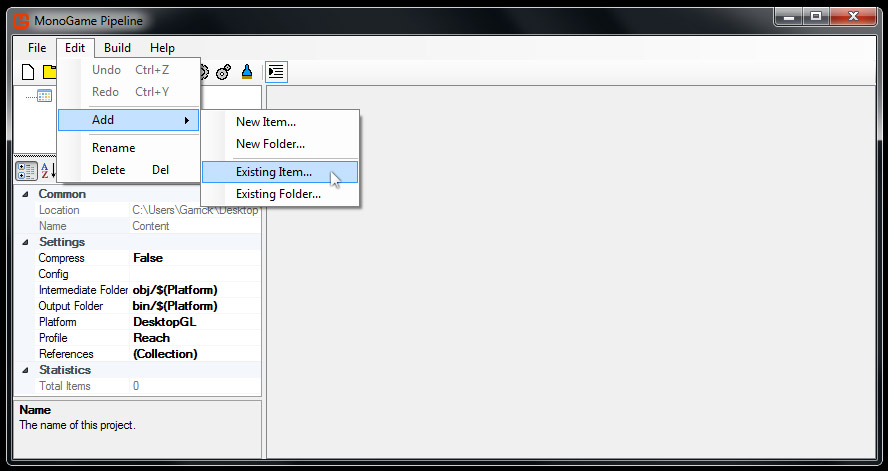 MonoGame Pipeline
File Edit Build Help
Undo Ctrl+Z
Redo Ctrl+Y
Add
New Item...
New Folder...
Rename
Existing Item...
Delete Del
Existing Folder...
Common
Location C:\Users\GamcK\Desktop
Name Content
Settings
Compress False
Config
Intermediate Folder obj/$(Platform)
Output Folder bin/$(Platform)
Platform DesktopGL
Profile Reach
References (Collection)
Statistics
Total Items 0
Name
The name of this project.